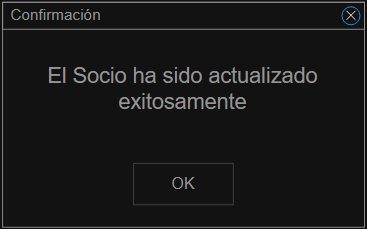 Confirmación
El Socio ha sido actualizado
exitosamente
OK